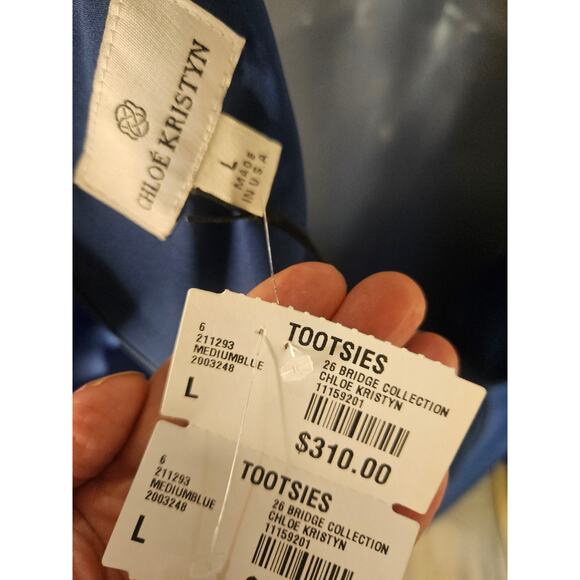 CHLOÉ KRISTYN
L
MADE
IN USA
TOOTSIES
6
211293
MEDIUMBLUE
2003248
L
26 BRIDGE COLLECTION
CHLOE KRISTYN
11159201
$310.00
TOOTSIES
6
211293
MEDIUMBLUE
2003248
L
26 BRIDGE COLLECTION
CHLOE KRISTYN
11159201